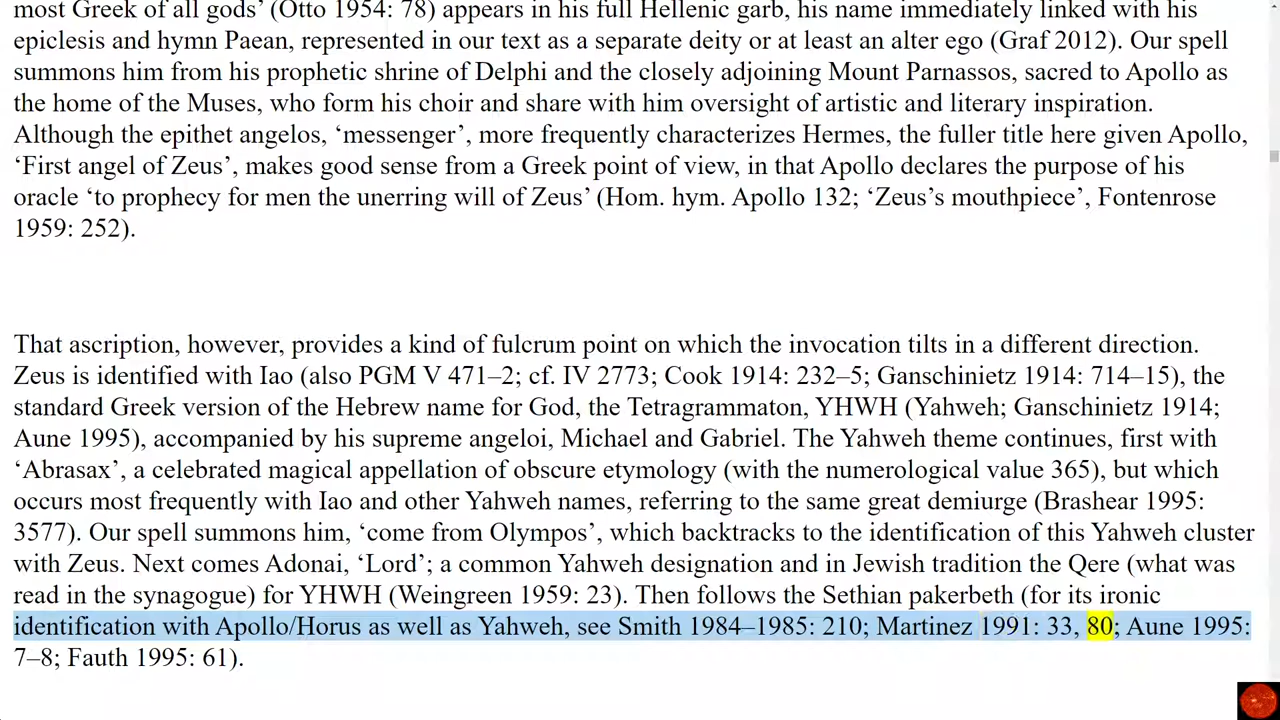 most Greek of all gods’ (Otto 1954: 78) appears in his full Hellenic garb, his name immediately linked with his
epiclesis and hymn Paean, represented in our text as a separate deity or at least an alter ego (Graf 2012). Our spell
summons him from his prophetic shrine of Delphi and the closely adjoining Mount Parnassos, sacred to Apollo as
the home of the Muses, who form his choir and share with him oversight of artistic and literary inspiration.
Although the epithet angelos, ‘messenger’, more frequently characterizes Hermes, the fuller title here given Apollo,
‘First angel of Zeus’, makes good sense from a Greek point of view, in that Apollo declares the purpose of his
oracle ‘to prophecy for men the unerring will of Zeus’ (Hom. hym. Apollo 132; ‘Zeus’s mouthpiece’, Fontenrose
1959: 252).
That ascription, however, provides a kind of fulcrum point on which the invocation tilts in a different direction.
Zeus is identified with Iao (also PGM V 471–2; cf. IV 2773; Cook 1914: 232–5; Ganschinietz 1914: 714–15), the
standard Greek version of the Hebrew name for God, the Tetragrammaton, YHWH (Yahweh; Ganschinietz 1914;
Aune 1995), accompanied by his supreme angeloi, Michael and Gabriel. The Yahweh theme continues, first with
‘Abrasax’, a celebrated magical appellation of obscure etymology (with the numerological value 365), but which
occurs most frequently with Iao and other Yahweh names, referring to the same great demiurge (Brashear 1995:
3577). Our spell summons him, ‘come from Olympos’, which backtracks to the identification of this Yahweh cluster
with Zeus. Next comes Adonai, ‘Lord’; a common Yahweh designation and in Jewish tradition the Qere (what was
read in the synagogue) for YHWH (Weingreen 1959: 23). Then follows the Sethian pakerbeth (for its ironic
identification with Apollo/Horus as well as Yahweh, see Smith 1984–1985: 210; Martinez 1991: 33, 80; Aune 1995:
7–8; Fauth 1995: 61).